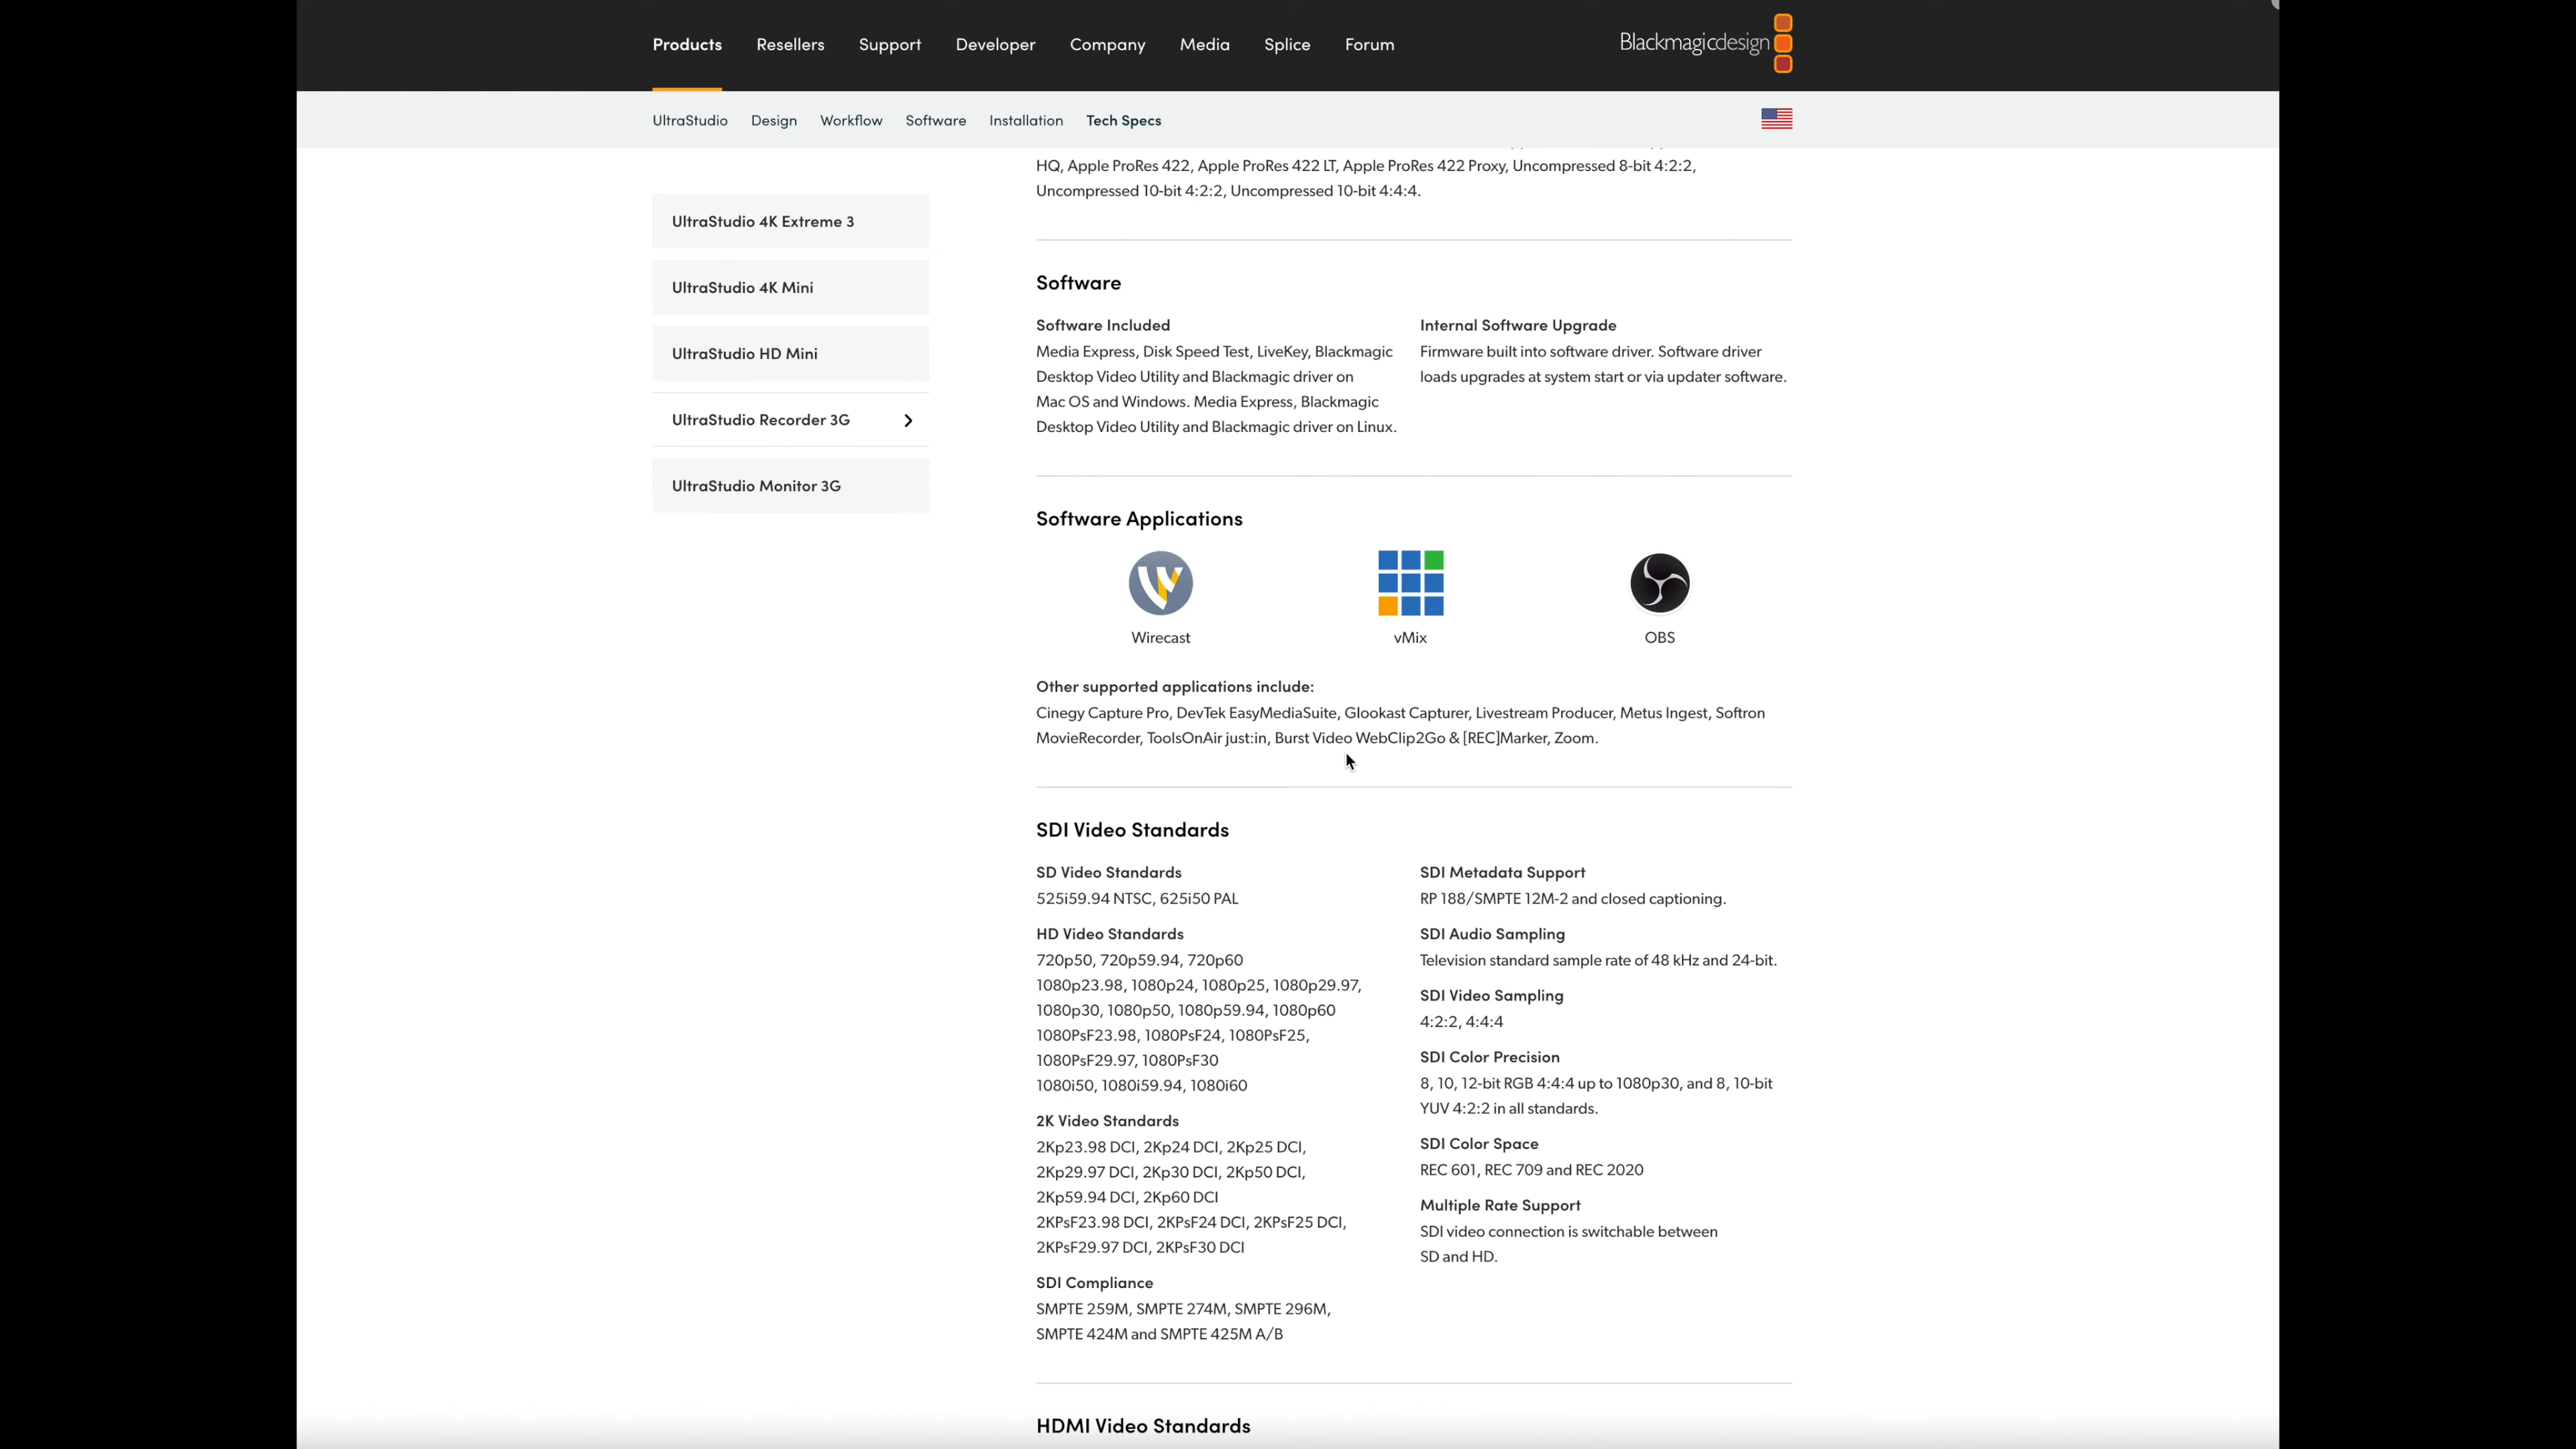 Products Resellers Support Developer Company Media Splice Forum Blackmagicdesign
UltraStudio Design Workflow Software Installation Tech Specs
UltraStudio 4K Extreme 3
UltraStudio 4K Mini
UltraStudio HD Mini
UltraStudio Recorder 3G
UltraStudio Monitor 3G
HQ, Apple ProRes 422, Apple ProRes 422 LT, Apple ProRes 422 Proxy, Uncompressed 8-bit 4:2:2,
Uncompressed 10-bit 4:2:2, Uncompressed 10-bit 4:4:4.
Software
Software Included
Media Express, Disk Speed Test, LiveKey, Blackmagic
Desktop Video Utility and Blackmagic driver on
Mac OS and Windows. Media Express, Blackmagic
Desktop Video Utility and Blackmagic driver on Linux.
Internal Software Upgrade
Firmware built into software driver. Software driver
loads upgrades at system start or via updater software.
Software Applications
Wirecast
vMix
OBS
Other supported applications include:
Cinegy Capture Pro, DevTek EasyMediaSuite, Glookast Capturer, Livestream Producer, Metus Ingest, Softron
MovieRecorder, ToolsOnAir just:in, Burst Video WebClip2Go & [REC]Marker, Zoom.
SDI Video Standards
SD Video Standards
525i59.94 NTSC, 625i50 PAL
HD Video Standards
720p50, 720p59.94, 720p60
1080p23.98, 1080p24, 1080p25, 1080p29.97,
1080p30, 1080p50, 1080p59.94, 1080p60
1080PsF23.98, 1080PsF24, 1080PsF25,
1080PsF29.97, 1080PsF30
1080i50, 1080i59.94, 1080i60
2K Video Standards
2Kp23.98 DCI, 2Kp24 DCI, 2Kp25 DCI,
2Kp29.97 DCI, 2Kp30 DCI, 2Kp50 DCI,
2Kp59.94 DCI, 2Kp60 DCI
2KPsF23.98 DCI, 2KPsF24 DCI, 2KPsF25 DCI,
2KPsF29.97 DCI, 2KPsF30 DCI
SDI Compliance
SMPTE 259M, SMPTE 274M, SMPTE 296M,
SMPTE 424M and SMPTE 425M A/B
SDI Metadata Support
RP 188/SMPTE 12M-2 and closed captioning.
SDI Audio Sampling
Television standard sample rate of 48 kHz and 24-bit.
SDI Video Sampling
4:2:2, 4:4:4
SDI Color Precision
8, 10, 12-bit RGB 4:4:4 up to 1080p30, and 8, 10-bit
YUV 4:2:2 in all standards.
SDI Color Space
REC 601, REC 709 and REC 2020
Multiple Rate Support
SDI video connection is switchable between
SD and HD.
HDMI Video Standards